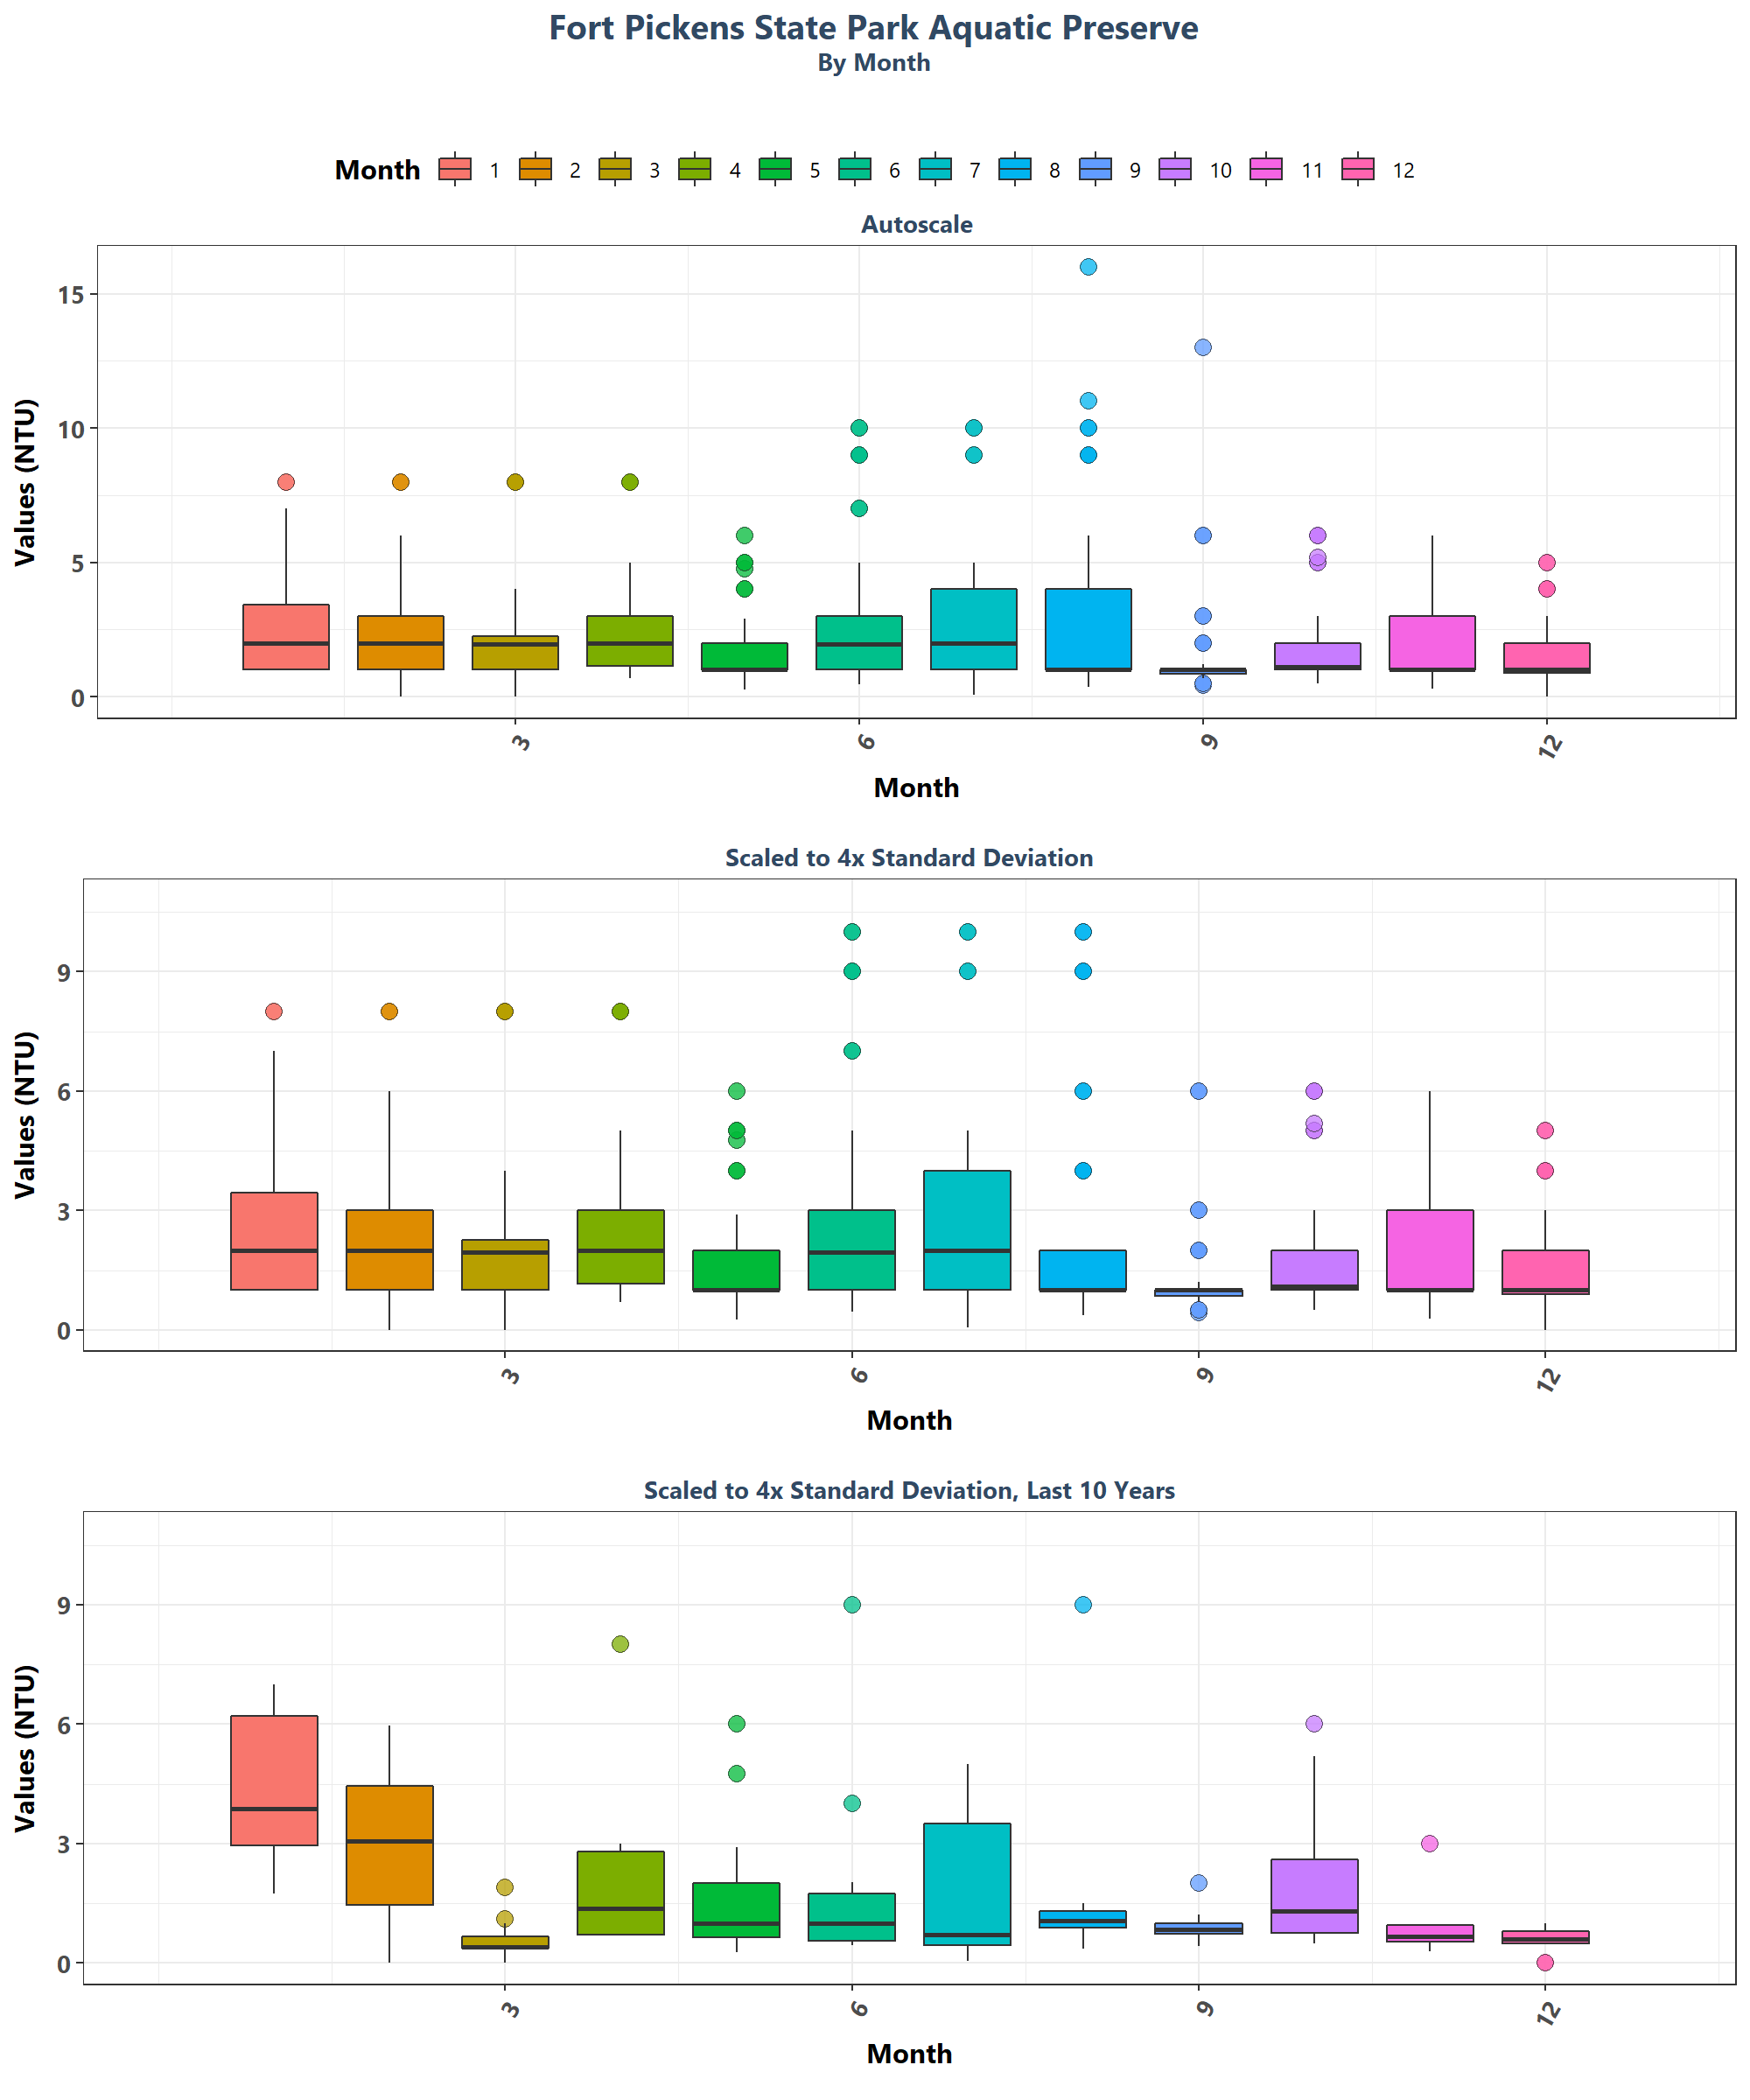 Fort Pickens State Park Aquatic Preserve
By Month
Month 1 2 3 4 5 6 7 8 9 10 11 12
Autoscale
Values (NTU)
15
10
5
0
3 6 9 12
Month
Scaled to 4x Standard Deviation
Values (NTU)
9
6
3
0
3 6 9 12
Month
Scaled to 4x Standard Deviation, Last 10 Years
Values (NTU)
9
6
3
0
3 6 9 12
Month